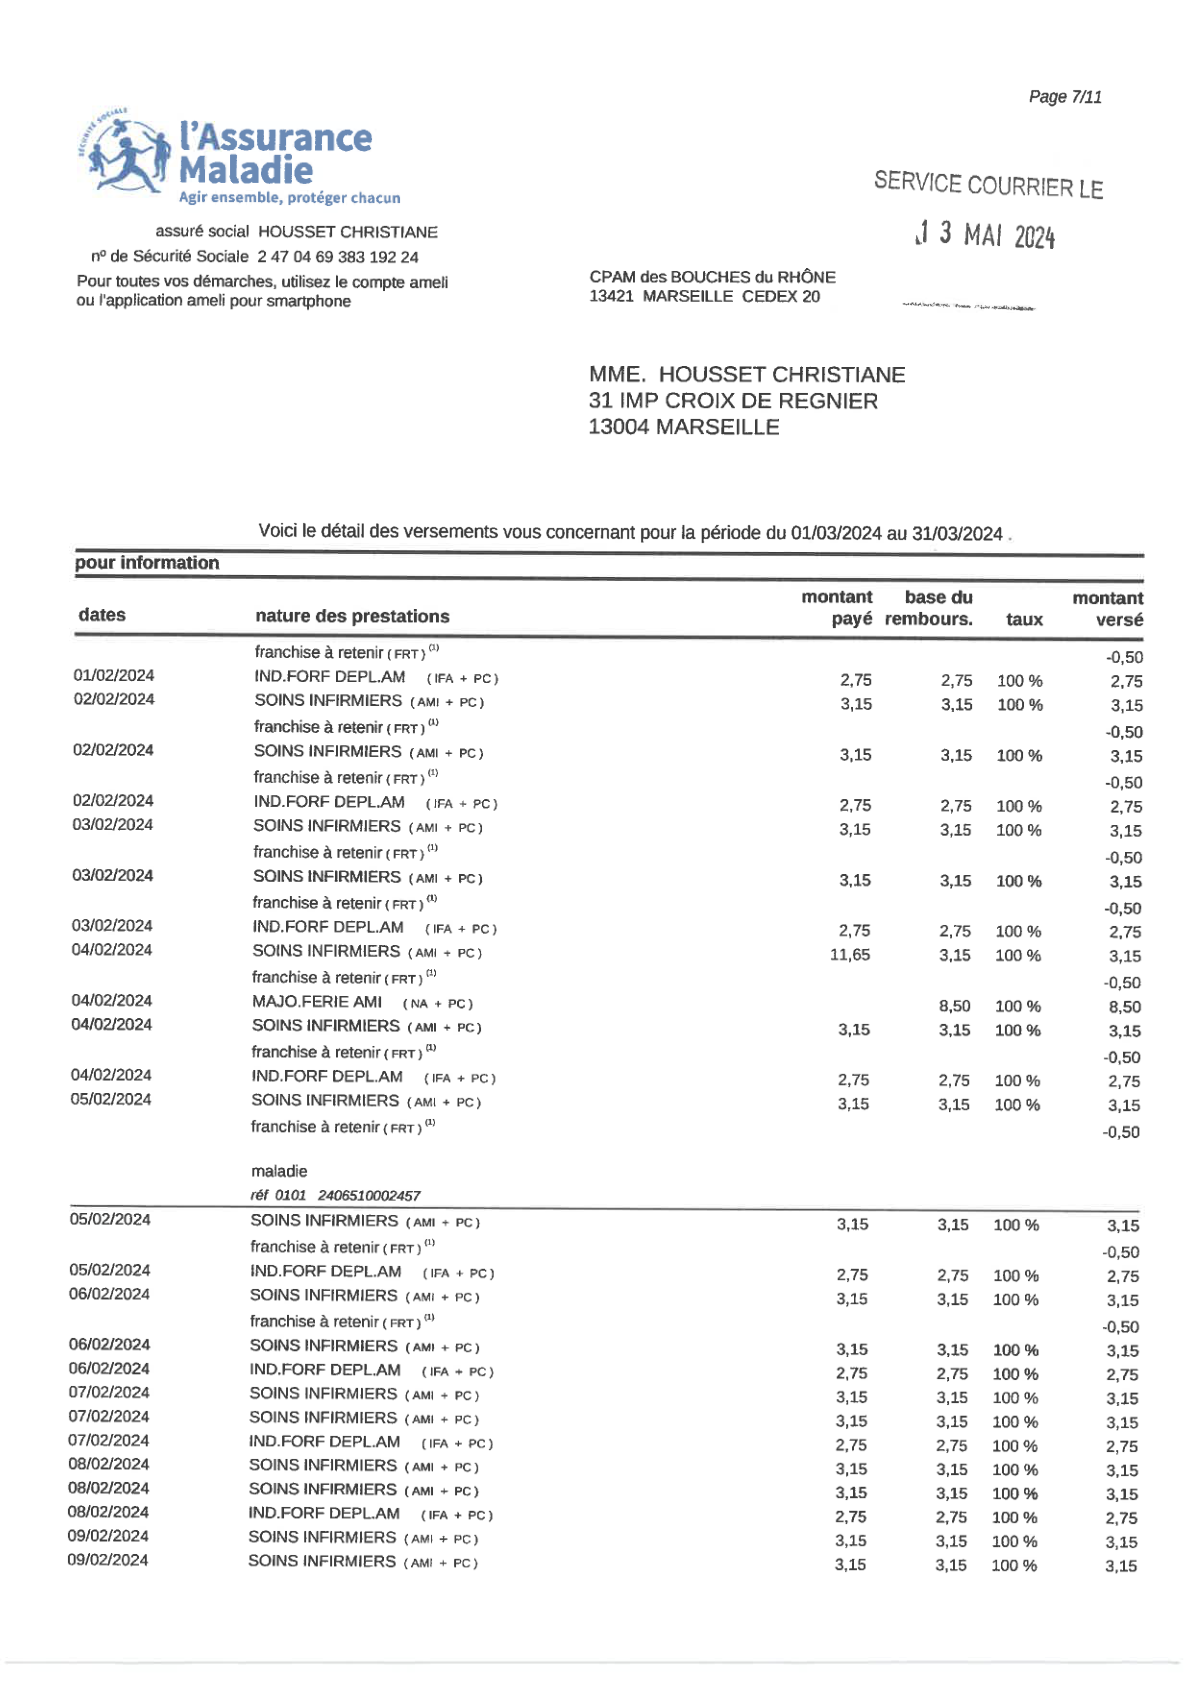 Page 7/11
SÉCURITÉ SOCIALE
l'Assurance
Maladie
Agir ensemble, protéger chacun
SERVICE COURRIER LE
13 MAI 2024
assuré social HOUSSET CHRISTIANE
nº de Sécurité Sociale 2 47 04 69 383 192 24
Pour toutes vos démarches, utilisez le compte ameli
ou l'application ameli pour smartphone
CPAM des BOUCHES du RHÔNE
13421 MARSEILLE CEDEX 20
MME. HOUSSET CHRISTIANE
31 IMP CROIX DE REGNIER
13004 MARSEILLE
Voici le détail des versements vous concernant pour la période du 01/03/2024 au 31/03/2024 .
pour information
dates nature des prestations montant payé base du rembours. taux montant versé
franchise à retenir ( FRT ) (1) -0,50
01/02/2024 IND.FORF DEPL.AM ( IFA + PC ) 2,75 2,75 100 % 2,75
02/02/2024 SOINS INFIRMIERS ( AMI + PC ) 3,15 3,15 100 % 3,15
franchise à retenir ( FRT ) (1) -0,50
02/02/2024 SOINS INFIRMIERS ( AMI + PC ) 3,15 3,15 100 % 3,15
franchise à retenir ( FRT ) (1) -0,50
02/02/2024 IND.FORF DEPL.AM ( IFA + PC ) 2,75 2,75 100 % 2,75
03/02/2024 SOINS INFIRMIERS ( AMI + PC ) 3,15 3,15 100 % 3,15
franchise à retenir ( FRT ) (1) -0,50
03/02/2024 SOINS INFIRMIERS ( AMI + PC ) 3,15 3,15 100 % 3,15
franchise à retenir ( FRT ) (1) -0,50
03/02/2024 IND.FORF DEPL.AM ( IFA + PC ) 2,75 2,75 100 % 2,75
04/02/2024 SOINS INFIRMIERS ( AMI + PC ) 11,65 3,15 100 % 3,15
franchise à retenir ( FRT ) (1) -0,50
04/02/2024 MAJO.FERIE AMI ( NA + PC ) 8,50 100 % 8,50
04/02/2024 SOINS INFIRMIERS ( AMI + PC ) 3,15 3,15 100 % 3,15
franchise à retenir ( FRT ) (1) -0,50
04/02/2024 IND.FORF DEPL.AM ( IFA + PC ) 2,75 2,75 100 % 2,75
05/02/2024 SOINS INFIRMIERS ( AMI + PC ) 3,15 3,15 100 % 3,15
franchise à retenir ( FRT ) (1) -0,50
maladie
réf 0101 2406510002457
05/02/2024 SOINS INFIRMIERS ( AMI + PC ) 3,15 3,15 100 % 3,15
franchise à retenir ( FRT ) (1) -0,50
05/02/2024 IND.FORF DEPL.AM ( IFA + PC ) 2,75 2,75 100 % 2,75
06/02/2024 SOINS INFIRMIERS ( AMI + PC ) 3,15 3,15 100 % 3,15
franchise à retenir ( FRT ) (1) -0,50
06/02/2024 SOINS INFIRMIERS ( AMI + PC ) 3,15 3,15 100 % 3,15
06/02/2024 IND.FORF DEPL.AM ( IFA + PC ) 2,75 2,75 100 % 2,75
07/02/2024 SOINS INFIRMIERS ( AMI + PC ) 3,15 3,15 100 % 3,15
07/02/2024 SOINS INFIRMIERS ( AMI + PC ) 3,15 3,15 100 % 3,15
07/02/2024 IND.FORF DEPL.AM ( IFA + PC ) 2,75 2,75 100 % 2,75
08/02/2024 SOINS INFIRMIERS ( AMI + PC ) 3,15 3,15 100 % 3,15
08/02/2024 SOINS INFIRMIERS ( AMI + PC ) 3,15 3,15 100 % 3,15
08/02/2024 IND.FORF DEPL.AM ( IFA + PC ) 2,75 2,75 100 % 2,75
09/02/2024 SOINS INFIRMIERS ( AMI + PC ) 3,15 3,15 100 % 3,15
09/02/2024 SOINS INFIRMIERS ( AMI + PC ) 3,15 3,15 100 % 3,15